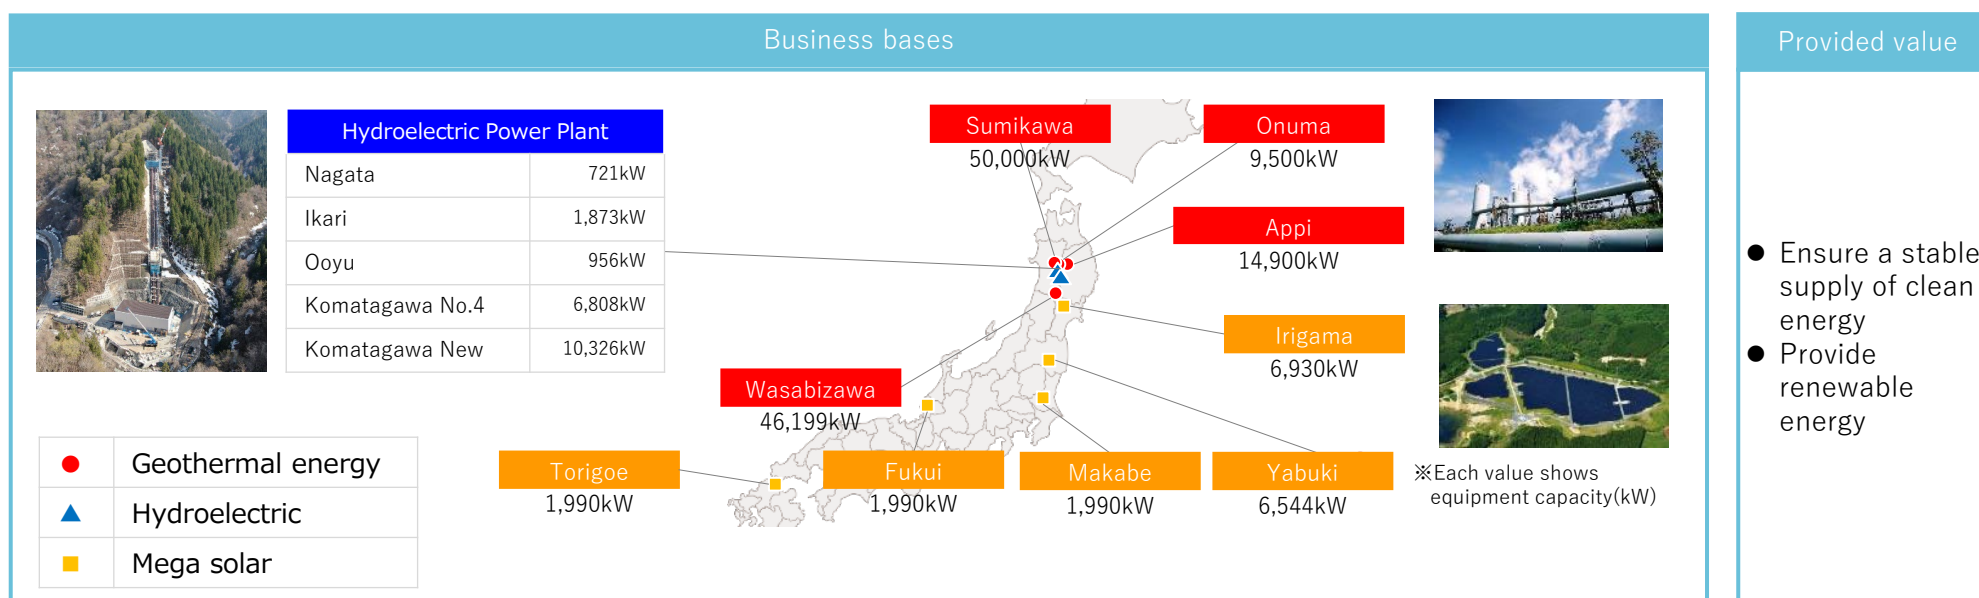 Business bases
Hydroelectric Power Plant
Nagata 721kW
Ikari 1,873kW
Ooyu 956kW
Komatagawa No.4 6,808kW
Komatagawa New 10,326kW
Geothermal energy
Hydroelectric
Mega solar
Sumikawa
50,000kW
Onuma
9,500kW
Appi
14,900kW
Irigama
6,930kW
Wasabizawa
46,199kW
Torigoe
1,990kW
Fukui
1,990kW
Makabe
1,990kW
Yabuki
6,544kW
※Each value shows
equipment capacity(kW)
Provided value
● Ensure a stable
supply of clean
energy
● Provide
renewable
energy